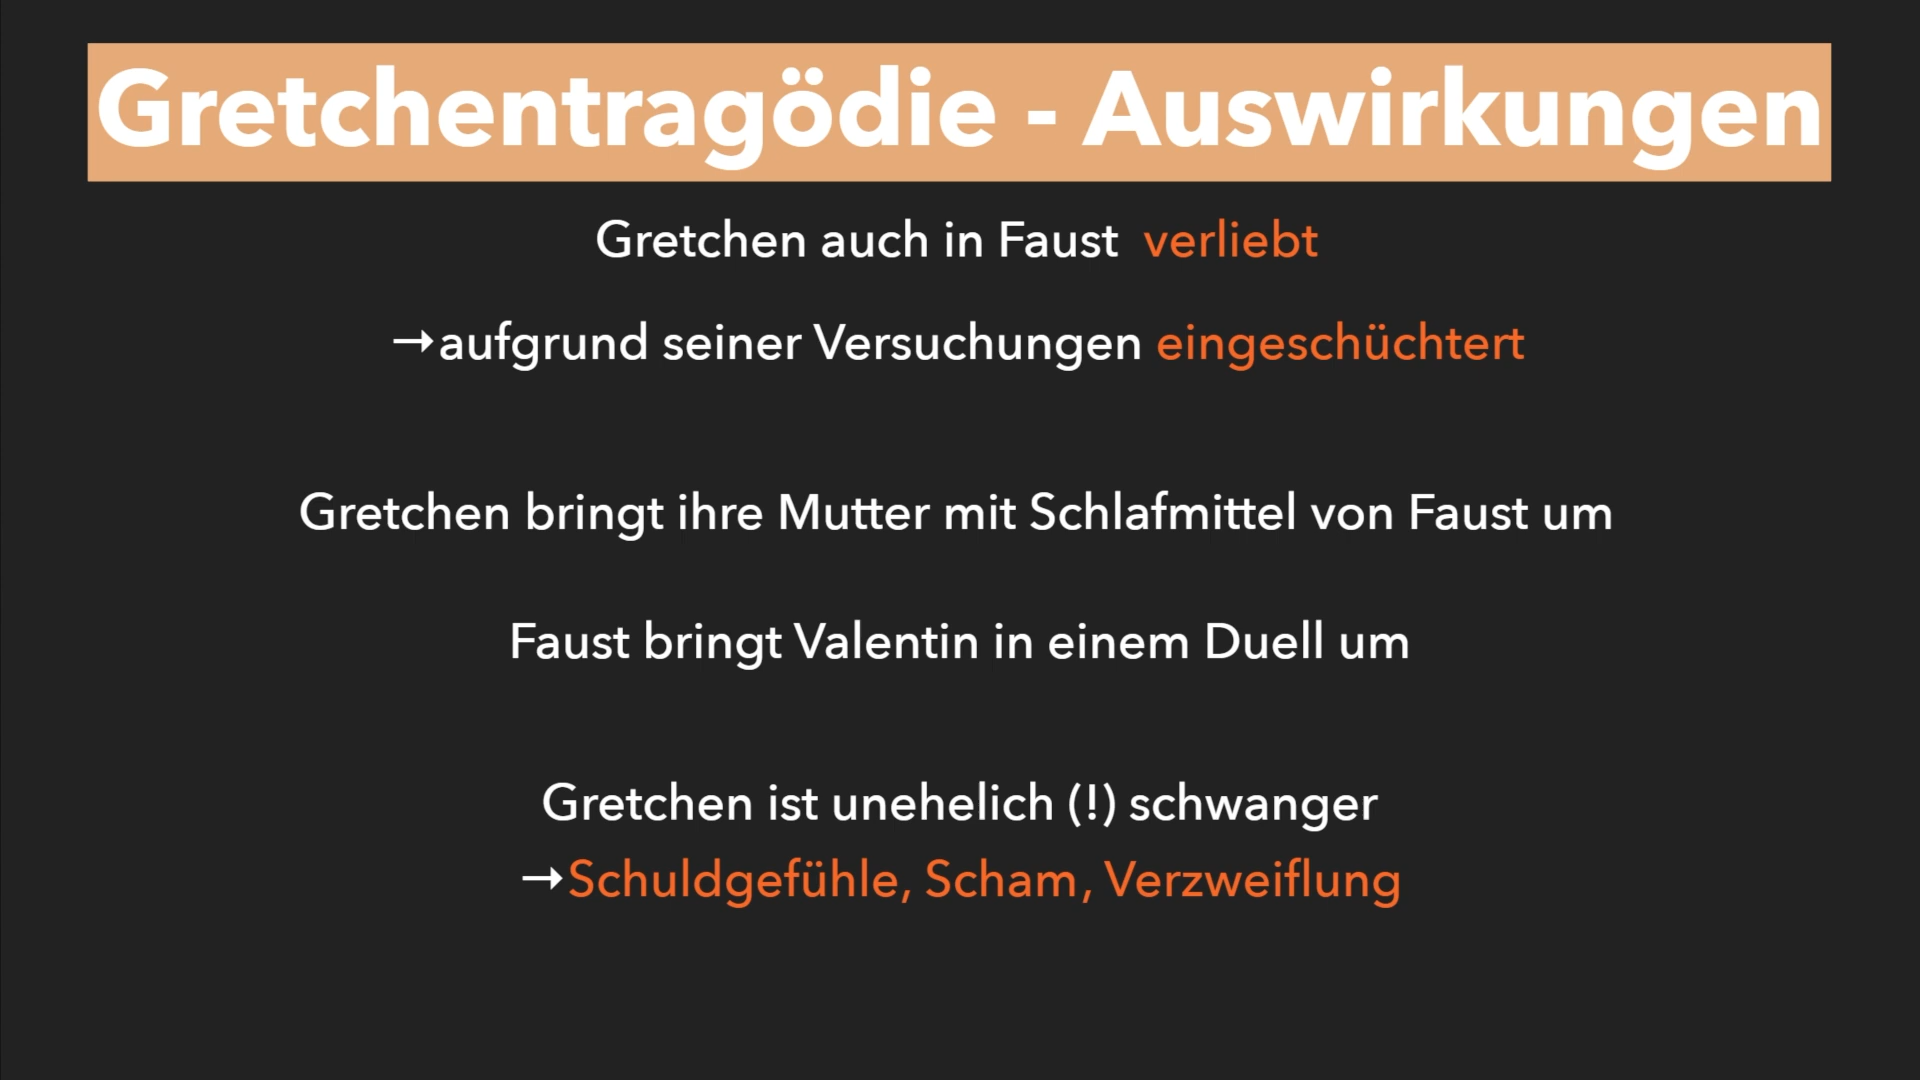 Gretchentragödie - Auswirkungen
Gretchen auch in Faust verliebt
→aufgrund seiner Versuchungen eingeschüchtert
Gretchen bringt ihre Mutter mit Schlafmittel von Faust um
Faust bringt Valentin in einem Duell um
Gretchen ist unehelich (!) schwanger
→Schuldgefühle, Scham, Verzweiflung